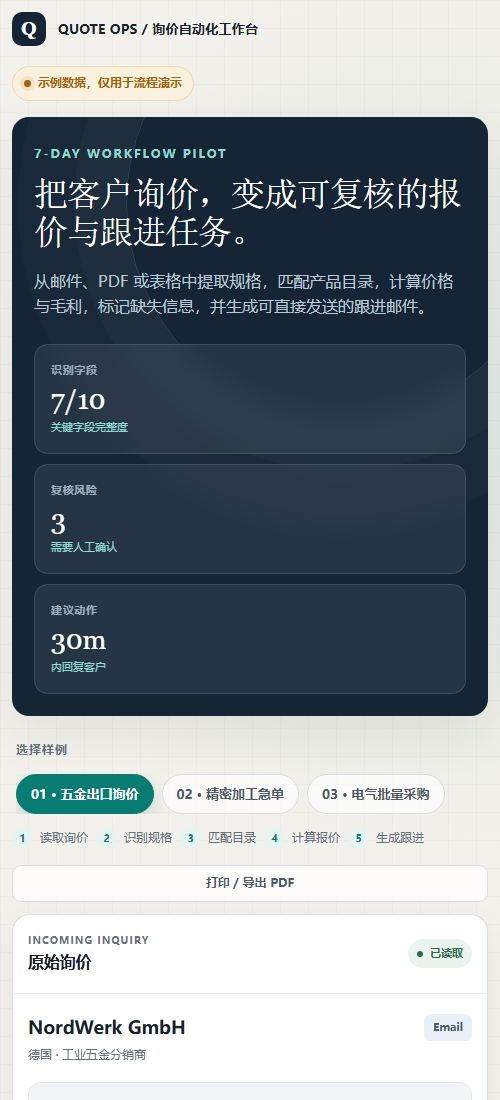 Q QUOTE OPS / 询价自动化工作台
示例数据，仅用于流程演示
7-DAY WORKFLOW PILOT
把客户询价，变成可复核的报
价与跟进任务。
从邮件、PDF 或表格中提取规格，匹配产品目录，计算价格
与毛利，标记缺失信息，并生成可直接发送的跟进邮件。
识别字段
7/10
关键字段完整度
复核风险
3
需要人工确认
建议动作
30m
内回复客户
选择样例
01 • 五金出口询价 02 • 精密加工急单 03 • 电气批量采购
1 读取询价 2 识别规格 3 匹配目录 4 计算报价 5 生成跟进
打印 / 导出 PDF
INCOMING INQUIRY
原始询价 已读取
NordWerk GmbH Email
德国 · 工业五金分销商